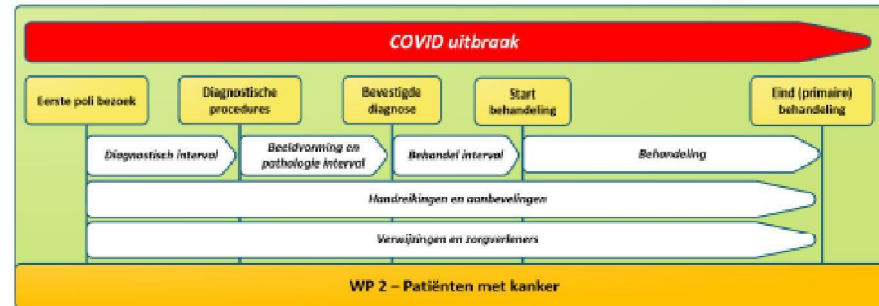 COVID uitbraak
Eerste poli bezoek
Diagnostische
procedures
Bevestigde
diagnose
Start
behandeling
Eind (primaire)
behandeling
Diagnostisch interval
Beeldvorming en
pathologie interval
Behandel interval
Behandeling
Handreikingen en aanbevelingen
Verwijzingen en zorgverleners
WP 2 – Patiënten met kanker